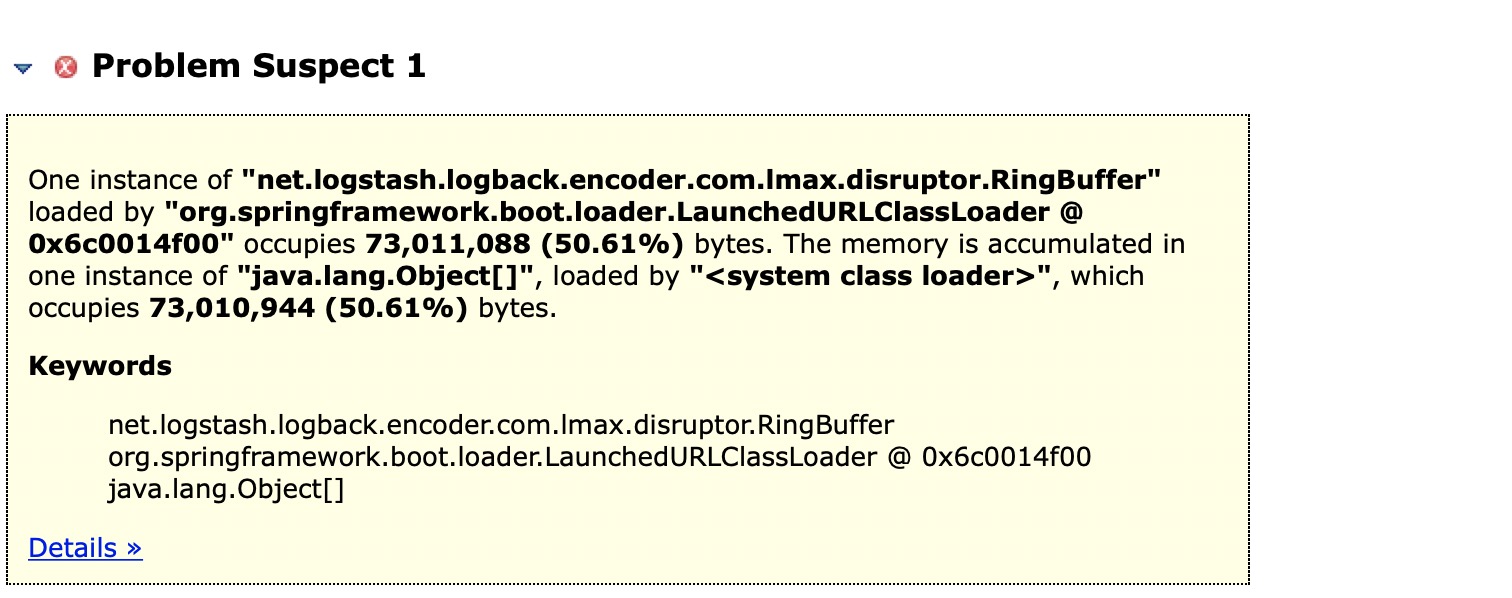 Problem Suspect 1
One instance of "net.logstash.logback.encoder.com.lmax.disruptor.RingBuffer"
loaded by "org.springframework.boot.loader.LaunchedURLClassLoader @
0x6c0014f00" occupies 73,011,088 (50.61%) bytes. The memory is accumulated in
one instance of "java.lang.Object[]", loaded by "<system class loader>", which
occupies 73,010,944 (50.61%) bytes.
Keywords
net.logstash.logback.encoder.com.lmax.disruptor.RingBuffer
org.springframework.boot.loader.LaunchedURLClassLoader @ 0x6c0014f00
java.lang.Object[]
Details »